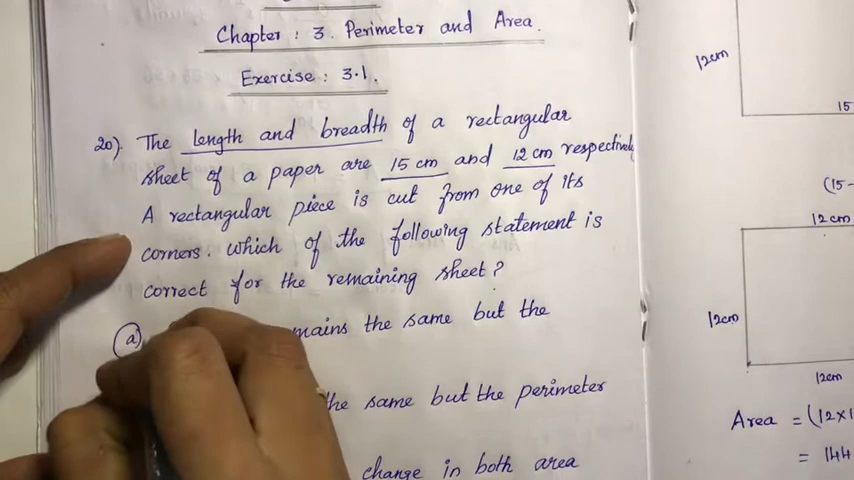 Chapter : 3. Perimeter and Area.
Exercise : 3.1.
20). The length and breadth of a rectangular
sheet of a paper are 15 cm and 12 cm respectively
A rectangular piece is cut from one of its
corners. which of the following statement is
correct for the remaining sheet?
a) mains the same but the
the same but the perimeter
change in both area
12cm
15
(15-
12cm
12cm
12cm
Area = (12×1
= 144